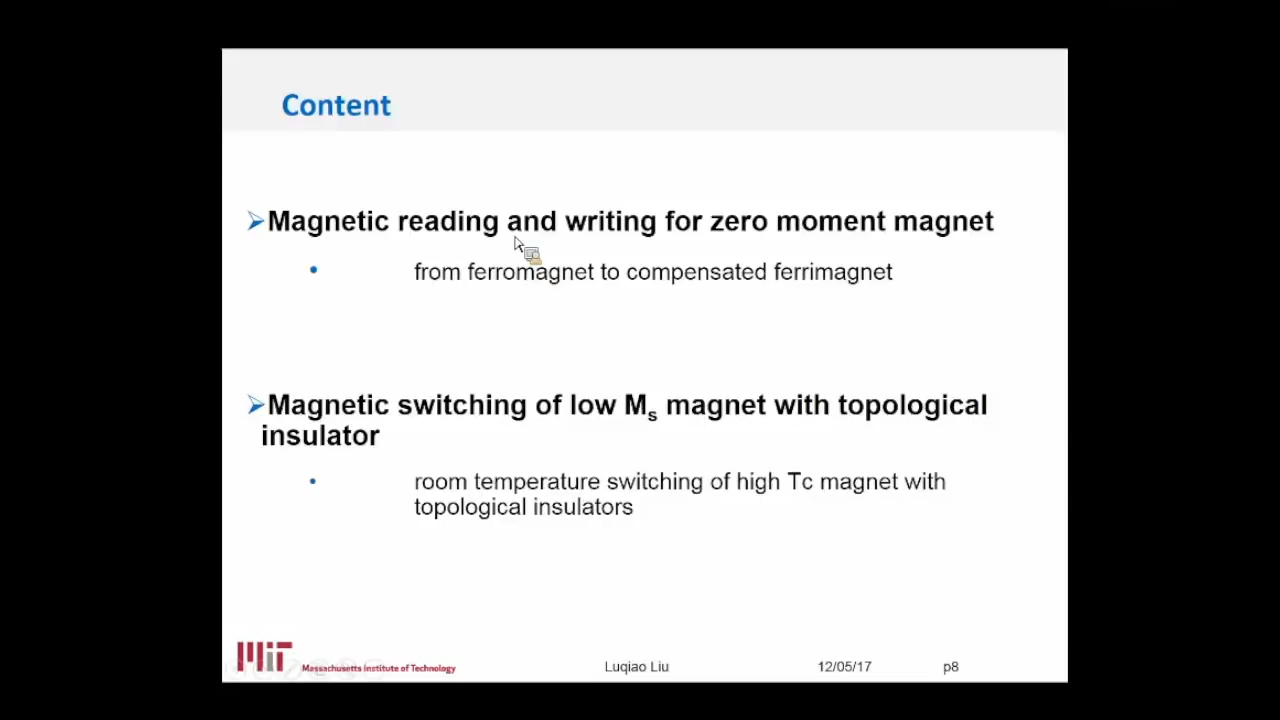 Content
➢Magnetic reading and writing for zero moment magnet
• from ferromagnet to compensated ferrimagnet
➢Magnetic switching of low Ms magnet with topological
insulator
• room temperature switching of high Tc magnet with
topological insulators
MIT Massachusetts Institute of Technology Luqiao Liu 12/05/17 p8